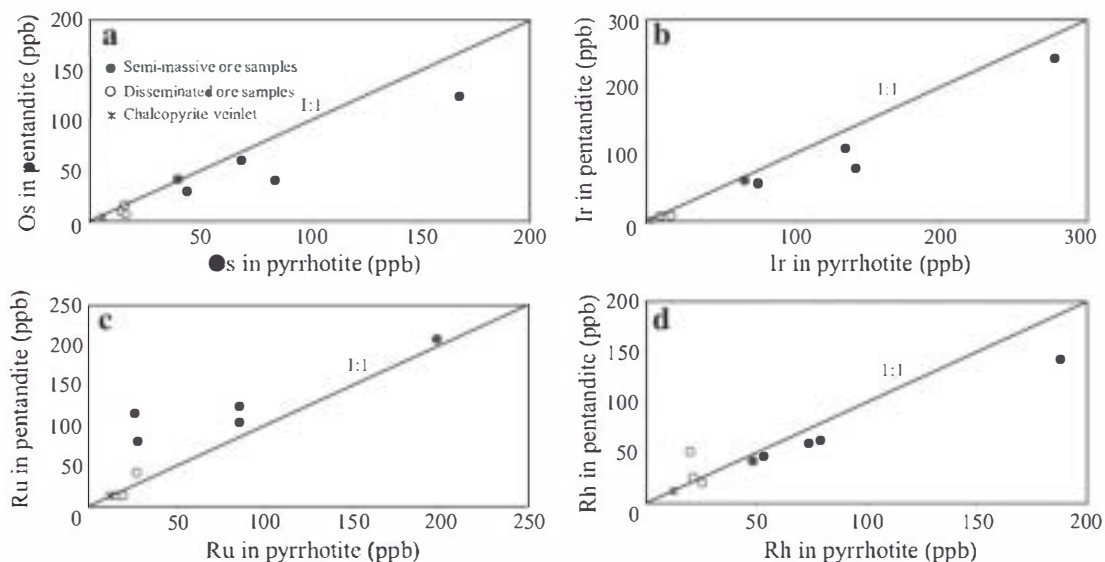 200
a
150
Semi-massive ore samples
Disseminated ore samples
Chalcopyrite veinlet
1:1
100
50
0
Os in pentandite (ppb)
50
100
150
200
Os in pyrrhotite (ppb)
300
b
200
1:1
100
0
Ir in pentandite (ppb)
100
200
300
Ir in pyrrhotite (ppb)
250
c
200
1:1
150
100
50
0
Ru in pentandite (ppb)
50
100
150
200
250
Ru in pyrrhotite (ppb)
200
d
150
1:1
100
50
0
Rh in pentandite (ppb)
50
100
150
200
Rh in pyrrhotite (ppb)